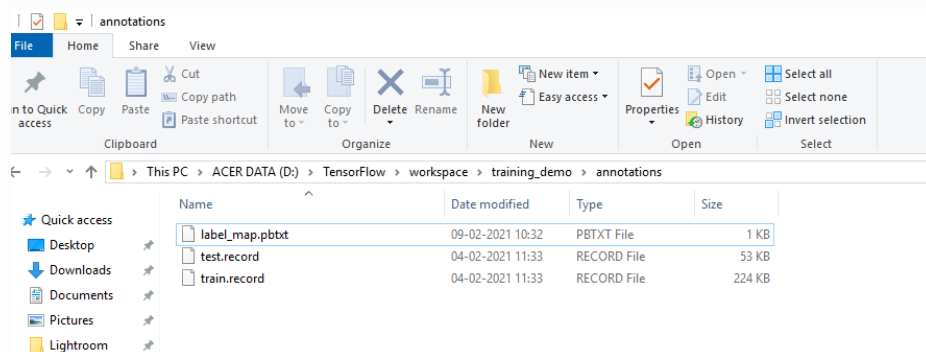 annotations
File Home Share View
n to Quick access
Copy
Paste
Cut
Copy path
Paste shortcut
Clipboard
Move to
Copy to
Delete
Rename
Organize
New folder
New item
Easy access
New
Properties
Open
Edit
History
Open
Select all
Select none
Invert selection
Select
This PC > ACER DATA (D:) > TensorFlow > workspace > training_demo > annotations
Quick access
Desktop
Downloads
Documents
Pictures
Lightroom
Name Date modified Type Size
label_map.pbtxt 09-02-2021 10:32 PBTXT File 1 KB
test.record 04-02-2021 11:33 RECORD File 53 KB
train.record 04-02-2021 11:33 RECORD File 224 KB